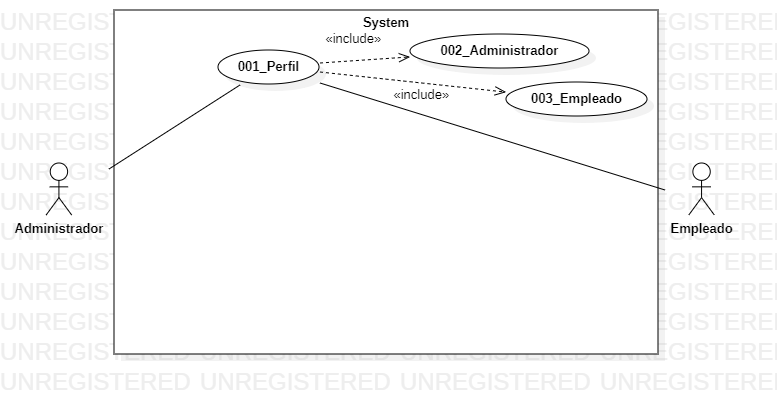 System
«include»
001_Perfil
002_Administrador
«include»
003_Empleado
Administrador
Empleado
UNREGISTERED UNREGISTERED UNREGISTERED UNREGISTERED